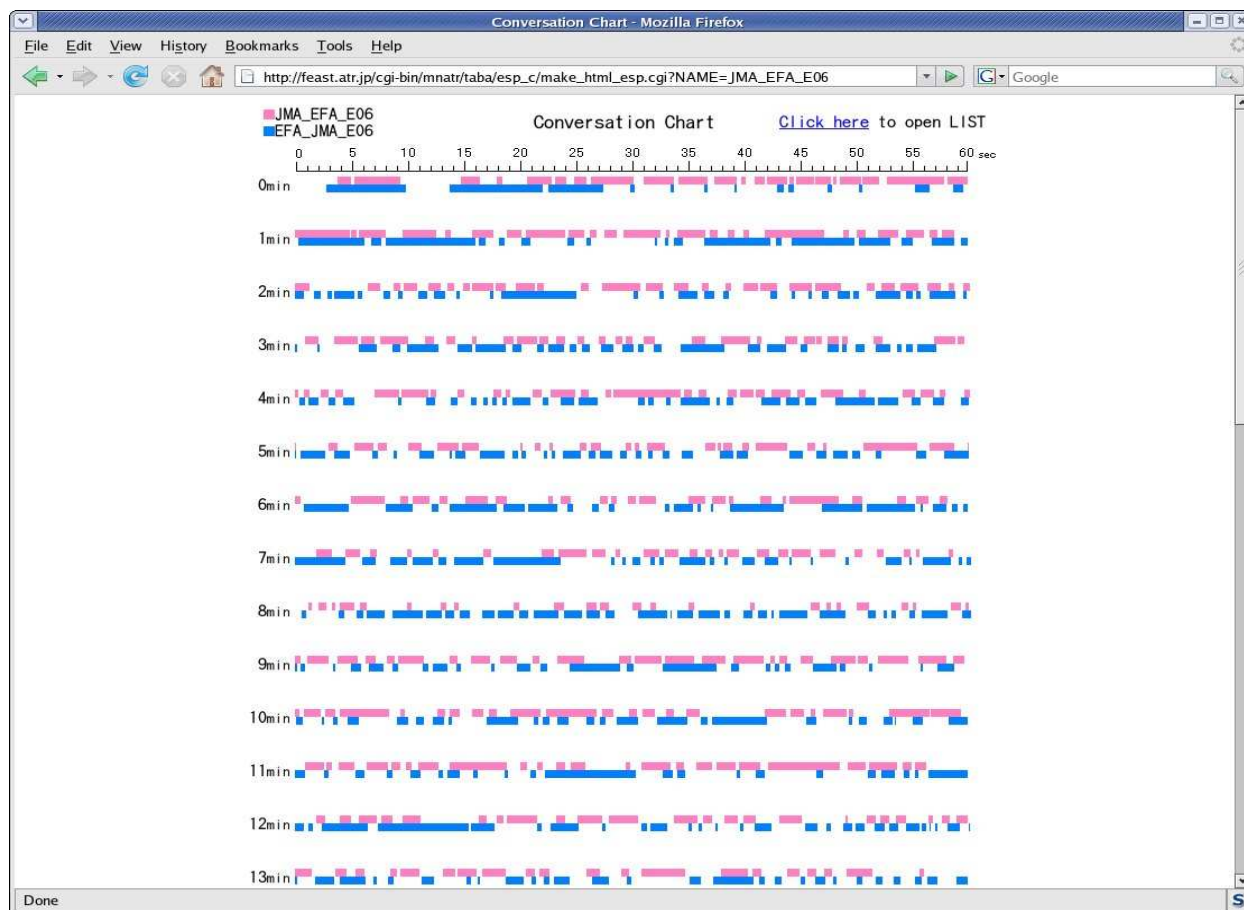 Conversation Chart - Mozilla Firefox
File Edit View History Bookmarks Tools Help
http://feast.atr.jp/cgi-bin/mnatr/taba/esp_c/make_html_esp.cgi?NAME=JMA_EFA_E06
G Google
JMA_EFA_E06
EFA_JMA_E06
Conversation Chart
Click here to open LIST
0 5 10 15 20 25 30 35 40 45 50 55 60 sec
0min
1min
2min
3min
4min
5min
6min
7min
8min
9min
10min
11min
12min
13min
Done
S